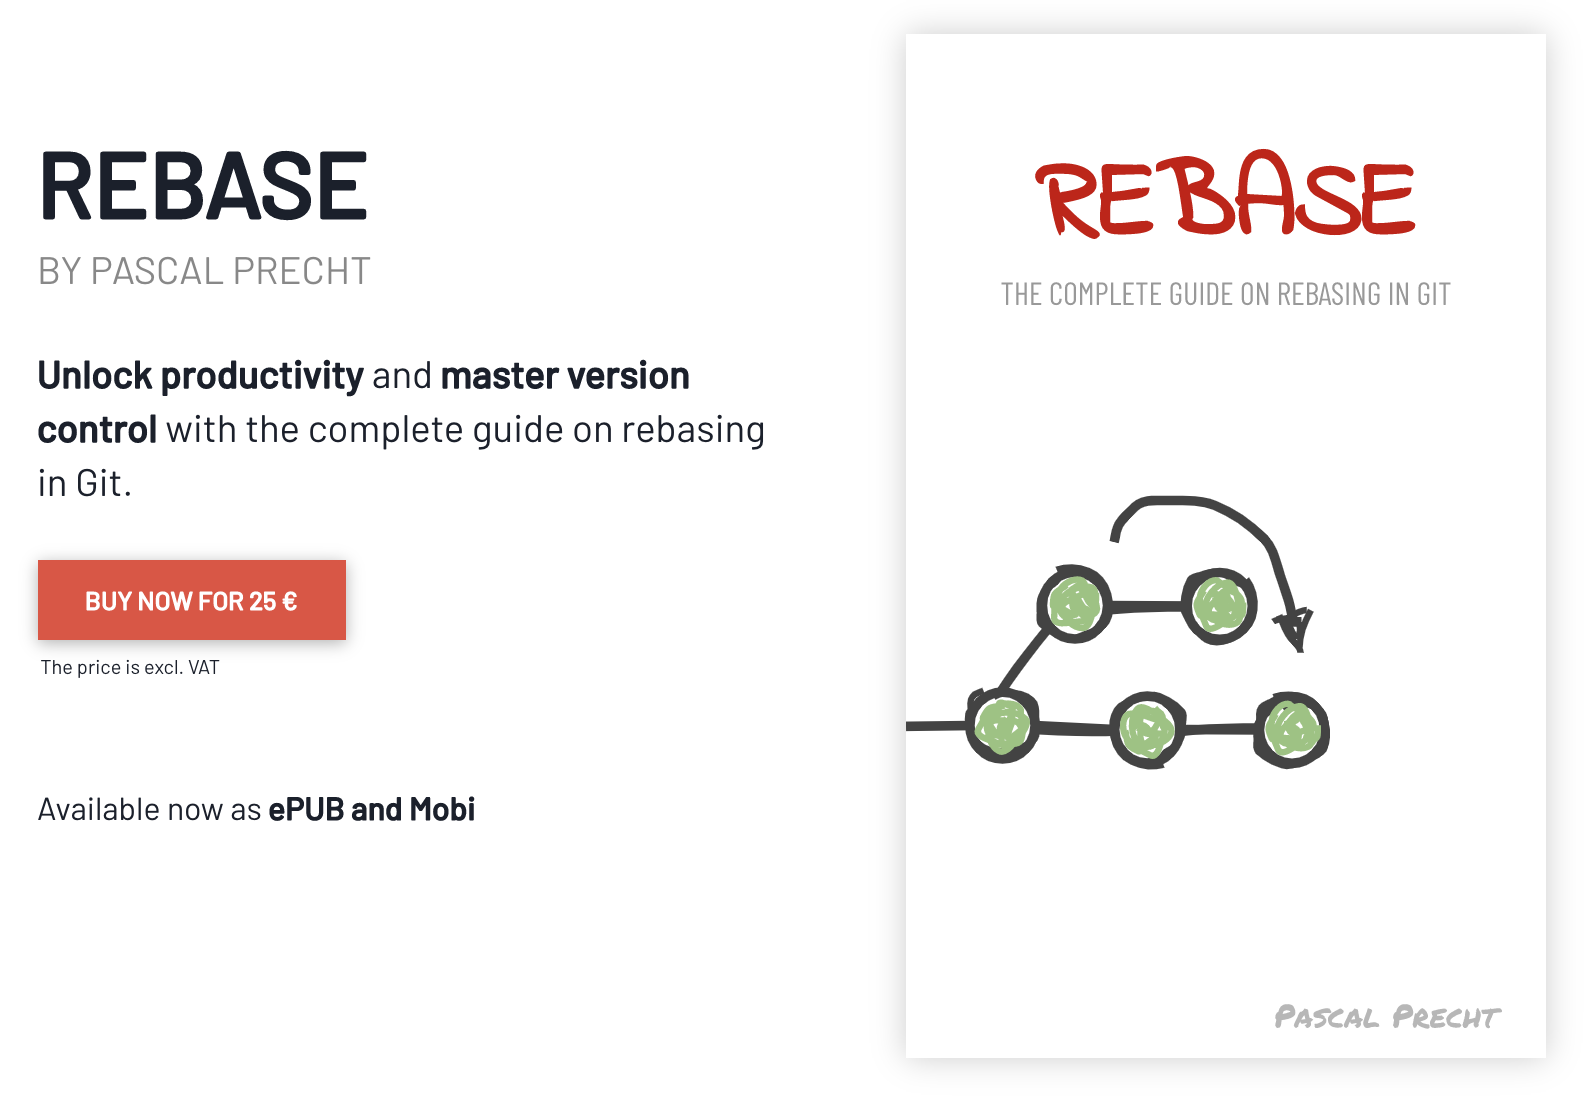 REBASE
BY PASCAL PRECHT
Unlock productivity and master version
control with the complete guide on rebasing
in Git.
BUY NOW FOR 25 €
The price is excl. VAT
Available now as ePUB and Mobi
REBASE
THE COMPLETE GUIDE ON REBASING IN GIT
PASCAL PRECHT